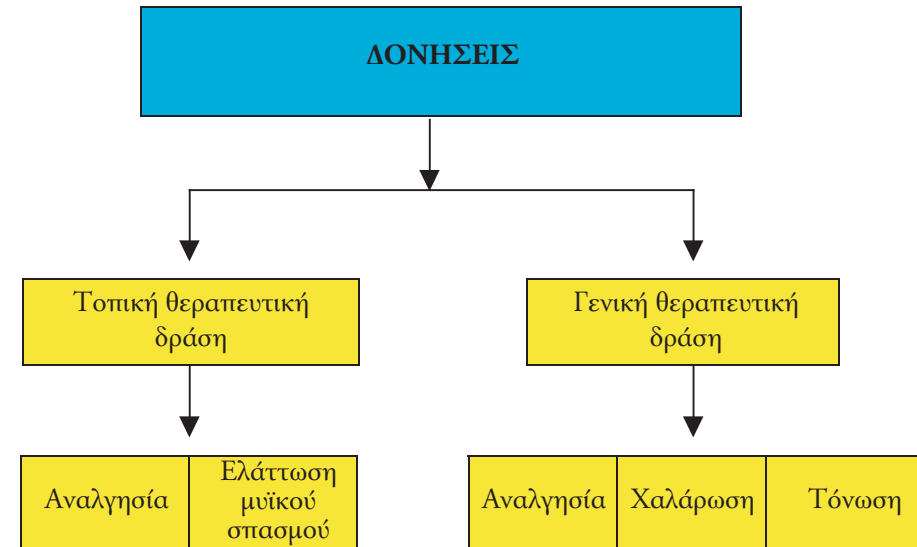 ΔΟΝΗΣΕΙΣ
Τοπική θεραπευτική
δράση
Γενική θεραπευτική
δράση
Αναλγησία
Ελάττωση
μυϊκού
σπασμού
Αναλγησία
Χαλάρωση
Τόνωση